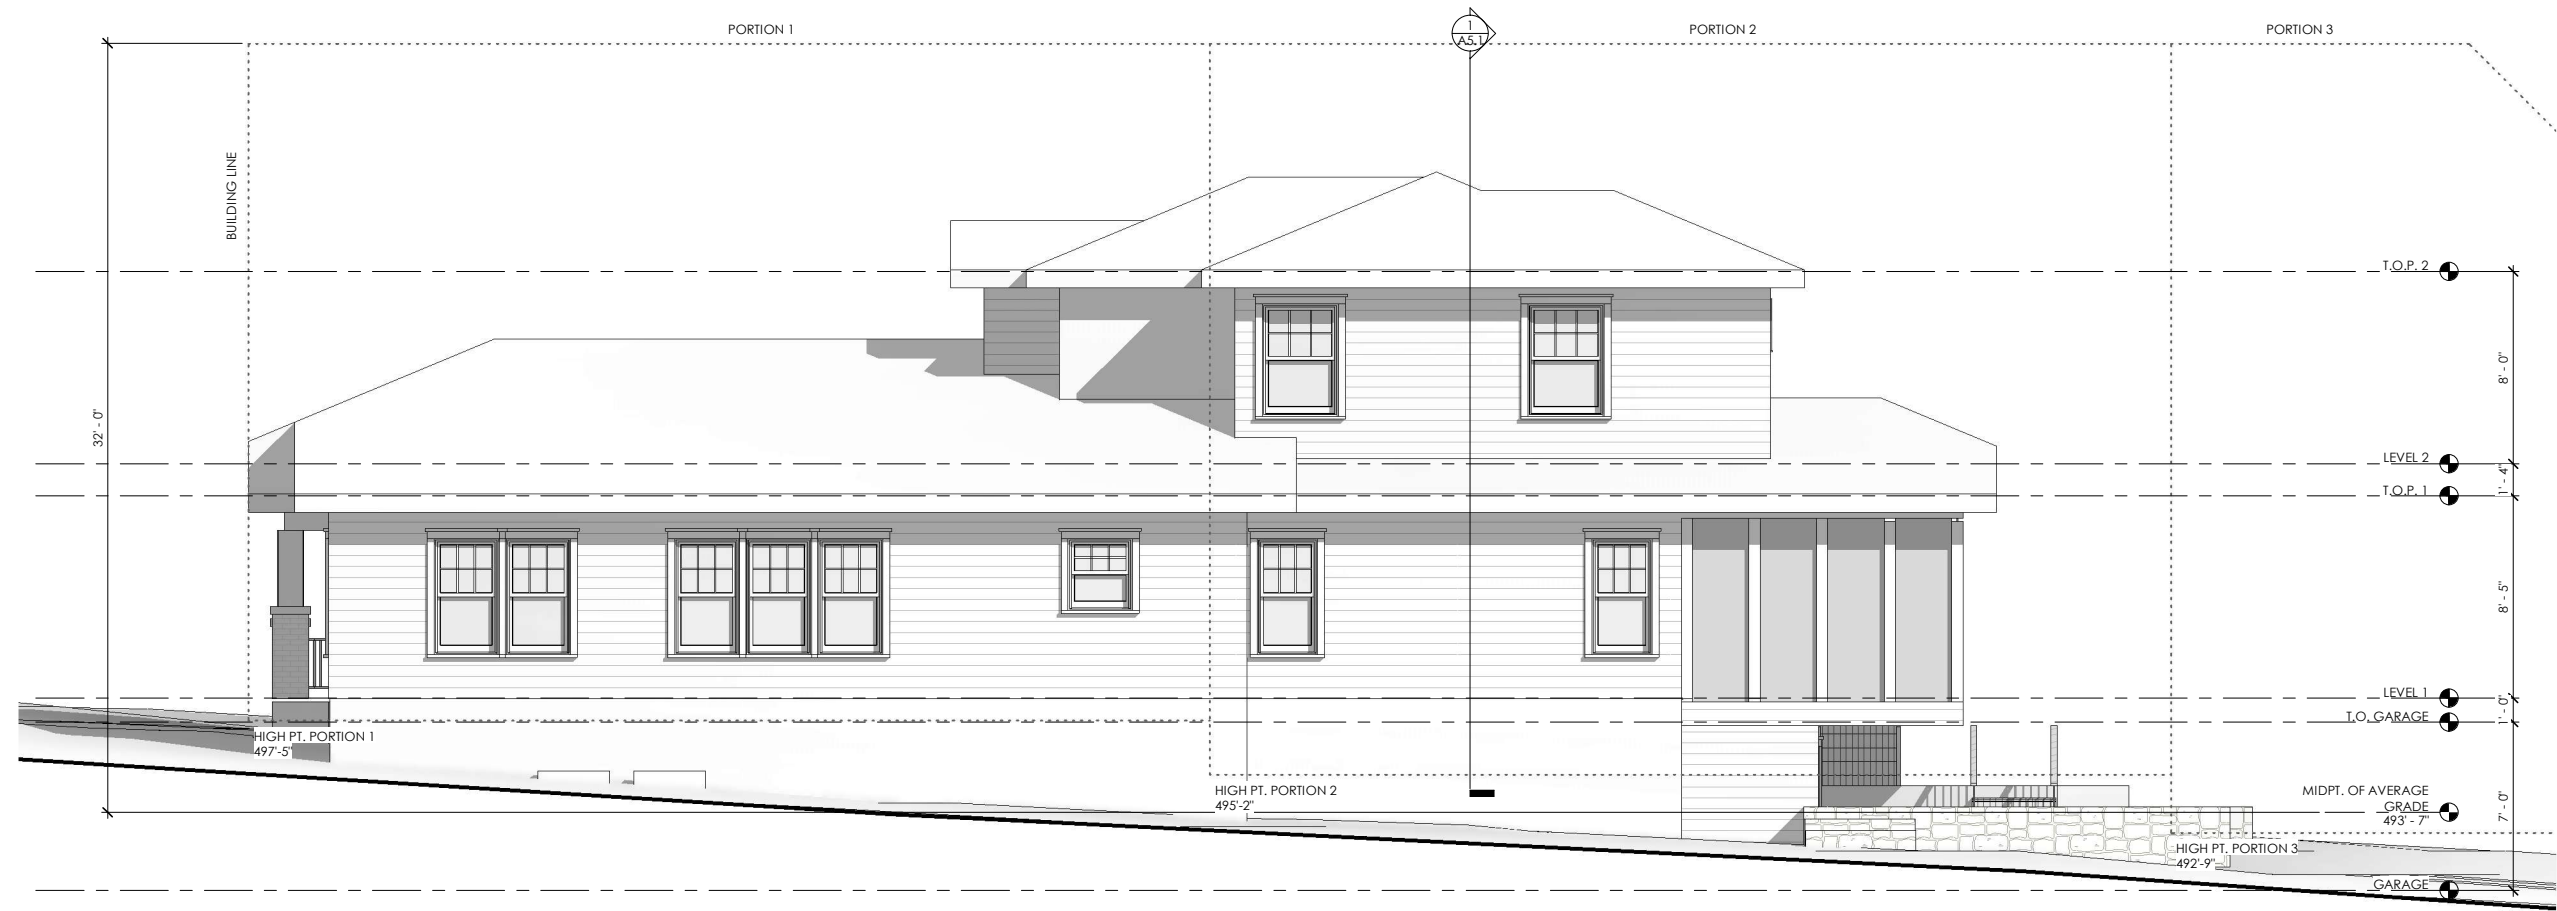 PORTION 1
PORTION 2
PORTION 3
1
A5.1
BUILDING LINE
T.O.P. 2
8' - 0"
32' - 0"
LEVEL 2
1' - 4"
T.O.P. 1
8' - 5"
LEVEL 1
1' - 0"
T.O. GARAGE
HIGH PT. PORTION 1
497'-5"
HIGH PT. PORTION 2
495'-2"
MIDPT. OF AVERAGE
GRADE
493' - 7"
7' - 0"
HIGH PT. PORTION 3
492'-9"
GARAGE